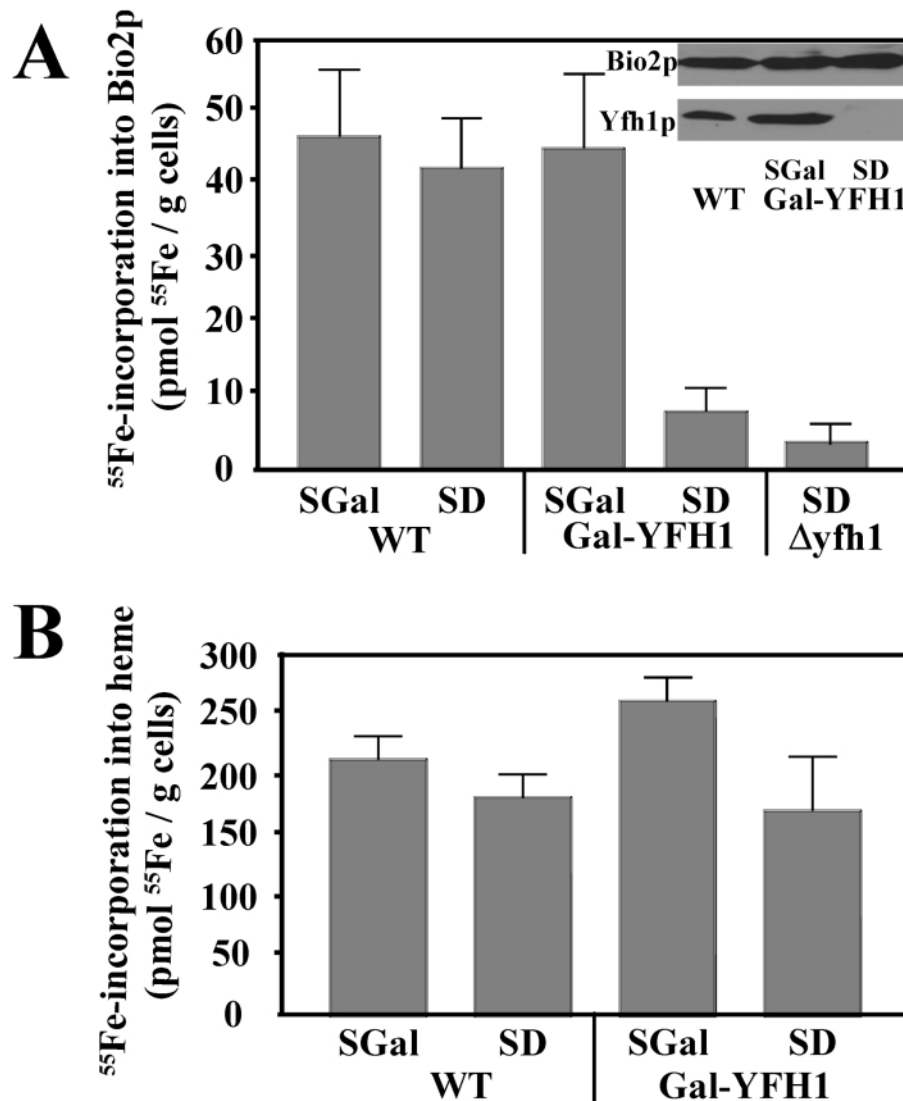 A
⁵⁵Fe-incorporation into Bio2p
(pmol ⁵⁵Fe / g cells)
60
50
40
30
20
10
0
Bio2p
Yfh1p
SGal SD
WT Gal-YFH1
SGal SD SGal SD SD
WT Gal-YFH1 Δyfh1
B
⁵⁵Fe-incorporation into heme
(pmol ⁵⁵Fe / g cells)
300
250
200
150
100
50
0
SGal SD SGal SD
WT Gal-YFH1